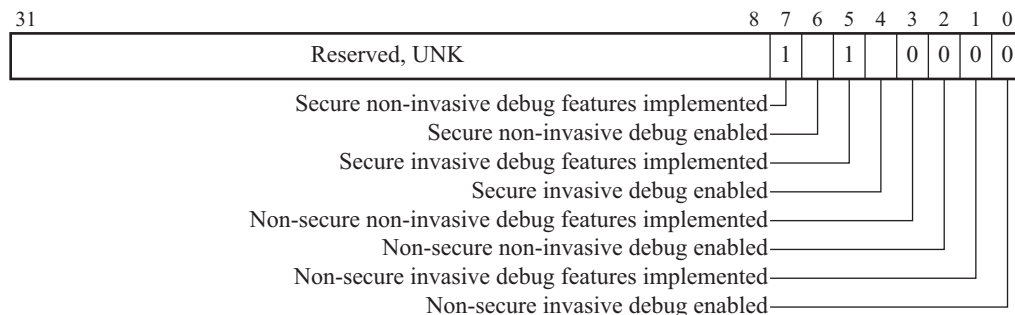 31 8 7 6 5 4 3 2 1 0
Reserved, UNK 1 1 0 0 0 0
Secure non-invasive debug features implemented
Secure non-invasive debug enabled
Secure invasive debug features implemented
Secure invasive debug enabled
Non-secure non-invasive debug features implemented
Non-secure non-invasive debug enabled
Non-secure invasive debug features implemented
Non-secure invasive debug enabled